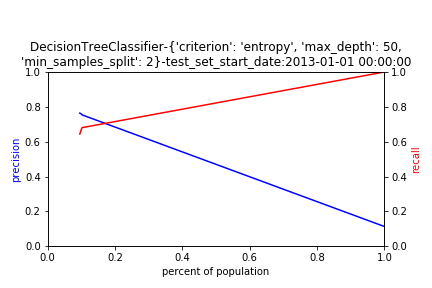 DecisionTreeClassifier-{'criterion': 'entropy', 'max_depth': 50,
'min_samples_split': 2}-test_set_start_date:2013-01-01 00:00:00
1.0
0.8
0.6
0.4
0.2
0.0
precision
1.0
0.8
0.6
0.4
0.2
0.0
recall
0.0 0.2 0.4 0.6 0.8 1.0
percent of population